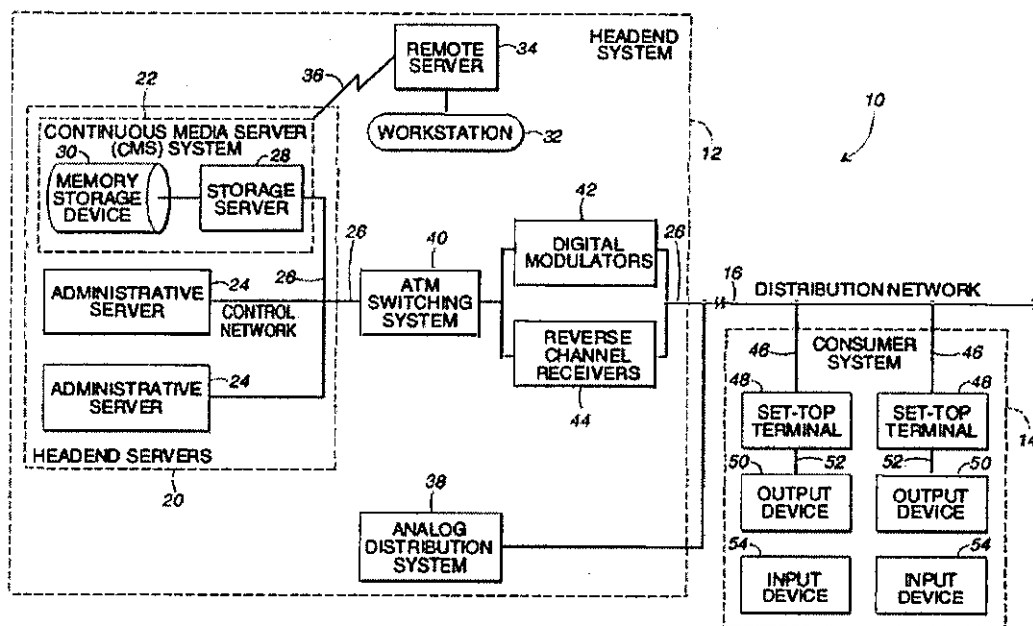 HEADEND
SYSTEM
REMOTE
SERVER
34
36
WORKSTATION
32
10
12
22
CONTINUOUS MEDIA SERVER
(CMS) SYSTEM
30
28
MEMORY
STORAGE
DEVICE
STORAGE
SERVER
26
26
40
42
26
16
ADMINISTRATIVE
SERVER
24
CONTROL
NETWORK
ATM
SWITCHING
SYSTEM
DIGITAL
MODULATORS
REVERSE
CHANNEL
RECEIVERS
44
ADMINISTRATIVE
SERVER
24
HEADEND SERVERS
20
38
ANALOG
DISTRIBUTION
SYSTEM
DISTRIBUTION NETWORK
46
CONSUMER
SYSTEM
46
48
48
SET-TOP
TERMINAL
SET-TOP
TERMINAL
14
50
52
52
50
OUTPUT
DEVICE
OUTPUT
DEVICE
54
54
INPUT
DEVICE
INPUT
DEVICE